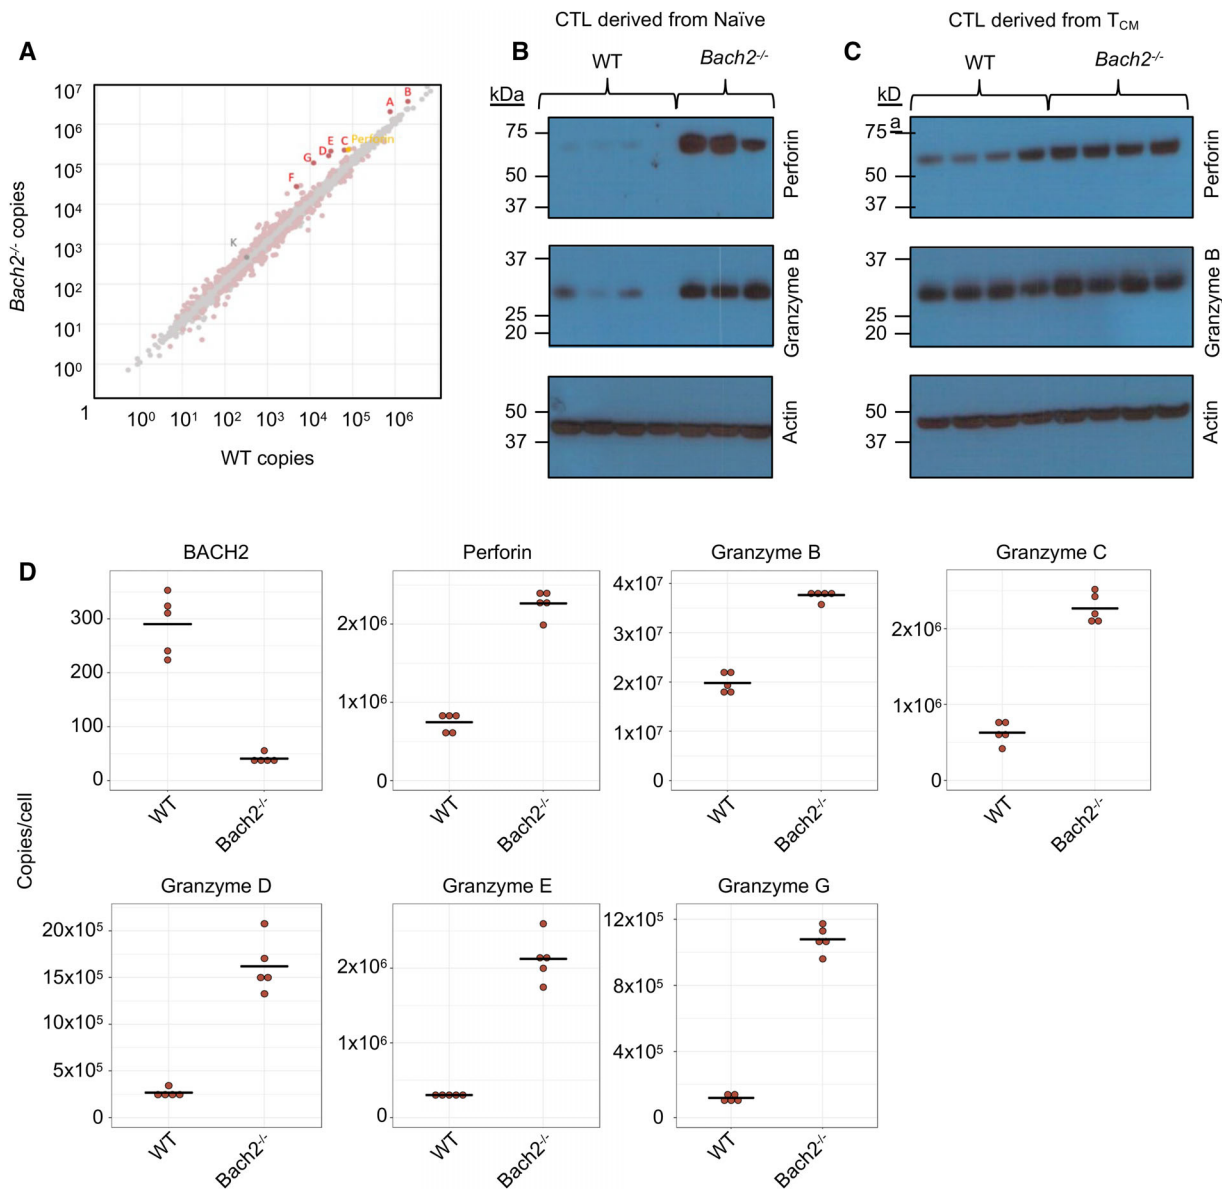 CTL derived from Naïve
CTL derived from TCM
A
B
C
WT
Bach2-/-
WT
Bach2-/-
kDa
kD
a
10⁷
10⁶
10⁵
10⁴
10³
10²
10¹
10⁰
Bach2-/- copies
A
B
E
C
Perforin
D
G
F
K
1
10⁰
10¹
10²
10³
10⁴
10⁵
10⁶
WT copies
75
50
37
Perforin
37
25
20
Granzyme B
50
37
Actin
75
50
37
Perforin
37
25
20
Granzyme B
50
37
Actin
D
Copies/cell
BACH2
300
200
100
0
WT
Bach2-/-
Perforin
2x10⁶
1x10⁶
0
WT
Bach2-/-
Granzyme B
4x10⁷
3x10⁷
2x10⁷
1x10⁷
0
WT
Bach2-/-
Granzyme C
2x10⁶
1x10⁶
0
WT
Bach2-/-
Granzyme D
20x10⁵
15x10⁵
10x10⁵
5x10⁵
0
WT
Bach2-/-
Granzyme E
2x10⁶
1x10⁶
0
WT
Bach2-/-
Granzyme G
12x10⁵
8x10⁵
4x10⁵
0
WT
Bach2-/-